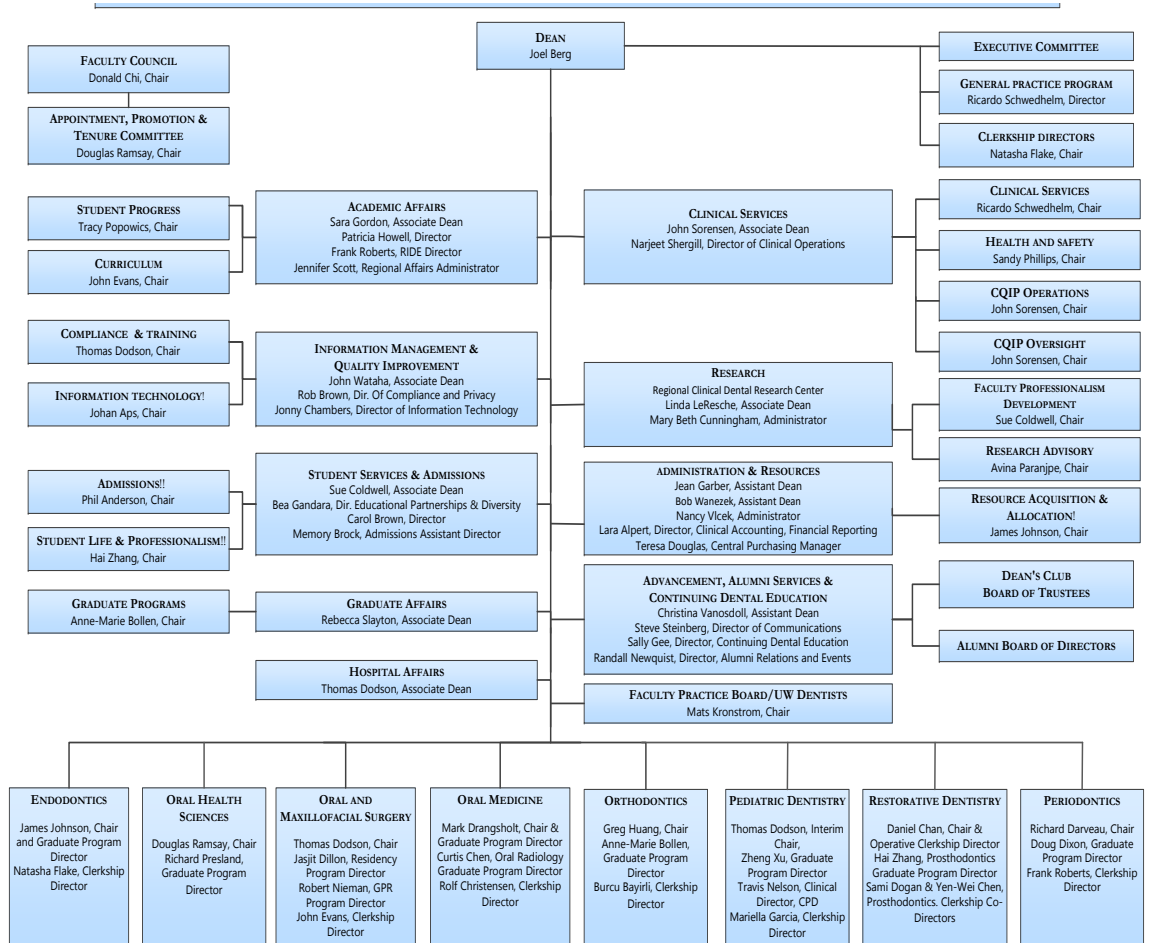 DEAN
Joel Berg
FACULTY COUNCIL
Donald Chi, Chair
APPOINTMENT, PROMOTION &
TENURE COMMITTEE
Douglas Ramsay, Chair
EXECUTIVE COMMITTEE
GENERAL PRACTICE PROGRAM
Ricardo Schwedhelm, Director
CLERKSHIP DIRECTORS
Natasha Flake, Chair
STUDENT PROGRESS
Tracy Popowics, Chair
CURRICULUM
John Evans, Chair
ACADEMIC AFFAIRS
Sara Gordon, Associate Dean
Patricia Howell, Director
Frank Roberts, RIDE Director
Jennifer Scott, Regional Affairs Administrator
CLINICAL SERVICES
John Sorensen, Associate Dean
Narjeet Shergill, Director of Clinical Operations
CLINICAL SERVICES
Ricardo Schwedhelm, Chair
HEALTH AND SAFETY
Sandy Phillips, Chair
CQIP OPERATIONS
John Sorensen, Chair
CQIP OVERSIGHT
John Sorensen, Chair
COMPLIANCE & TRAINING
Thomas Dodson, Chair
INFORMATION TECHNOLOGY!
Johan Aps, Chair
INFORMATION MANAGEMENT &
QUALITY IMPROVEMENT
John Wataha, Associate Dean
Rob Brown, Dir. Of Compliance and Privacy
Jonny Chambers, Director of Information Technology
RESEARCH
Regional Clinical Dental Research Center
Linda LeResche, Associate Dean
Mary Beth Cunningham, Administrator
FACULTY PROFESSIONALISM
DEVELOPMENT
Sue Coldwell, Chair
RESEARCH ADVISORY
Avina Paranjpe, Chair
ADMISSIONS!!
Phil Anderson, Chair
STUDENT LIFE & PROFESSIONALISM!!
Hai Zhang, Chair
STUDENT SERVICES & ADMISSIONS
Sue Coldwell, Associate Dean
Bea Gandara, Dir. Educational Partnerships & Diversity
Carol Brown, Director
Memory Brock, Admissions Assistant Director
ADMINISTRATION & RESOURCES
Jean Garber, Assistant Dean
Bob Wanezek, Assistant Dean
Nancy Vlcek, Administrator
Lara Alpert, Director, Clinical Accounting, Financial Reporting
Teresa Douglas, Central Purchasing Manager
RESOURCE ACQUISITION &
ALLOCATION!
James Johnson, Chair
GRADUATE PROGRAMS
Anne-Marie Bollen, Chair
GRADUATE AFFAIRS
Rebecca Slayton, Associate Dean
ADVANCEMENT, ALUMNI SERVICES &
CONTINUING DENTAL EDUCATION
Christina Vanosdoll, Assistant Dean
Steve Steinberg, Director of Communications
Sally Gee, Director, Continuing Dental Education
Randall Newquist, Director, Alumni Relations and Events
DEAN'S CLUB
BOARD OF TRUSTEES
ALUMNI BOARD OF DIRECTORS
HOSPITAL AFFAIRS
Thomas Dodson, Associate Dean
FACULTY PRACTICE BOARD/UW DENTISTS
Mats Kronstrom, Chair
ENDODONTICS
James Johnson, Chair
and Graduate Program
Director
Natasha Flake, Clerkship
Director
ORAL HEALTH
SCIENCES
Douglas Ramsay, Chair
Richard Presland,
Graduate Program
Director
ORAL AND
MAXILLOFACIAL SURGERY
Thomas Dodson, Chair
Jasjit Dillon, Residency
Program Director
Robert Nieman, GPR
Program Director
John Evans, Clerkship
Director
ORAL MEDICINE
Mark Drangsholt, Chair &
Graduate Program Director
Curtis Chen, Oral Radiology
Graduate Program Director
Rolf Christensen, Clerkship
Director
ORTHODONTICS
Greg Huang, Chair
Anne-Marie Bollen,
Graduate Program
Director
Burcu Bayirli, Clerkship
Director
PEDIATRIC DENTISTRY
Thomas Dodson, Interim
Chair,
Zheng Xu, Graduate
Program Director
Travis Nelson, Clinical
Director, CPD
Mariella Garcia, Clerkship
Director
RESTORATIVE DENTISTRY
Daniel Chan, Chair &
Operative Clerkship Director
Hai Zhang, Prosthodontics
Graduate Program Director
Sami Dogan & Yen-Wei Chen,
Prosthodontics. Clerkship Co-
Directors
PERIODONTICS
Richard Darveau, Chair
Doug Dixon, Graduate
Program Director
Frank Roberts, Clerkship
Director